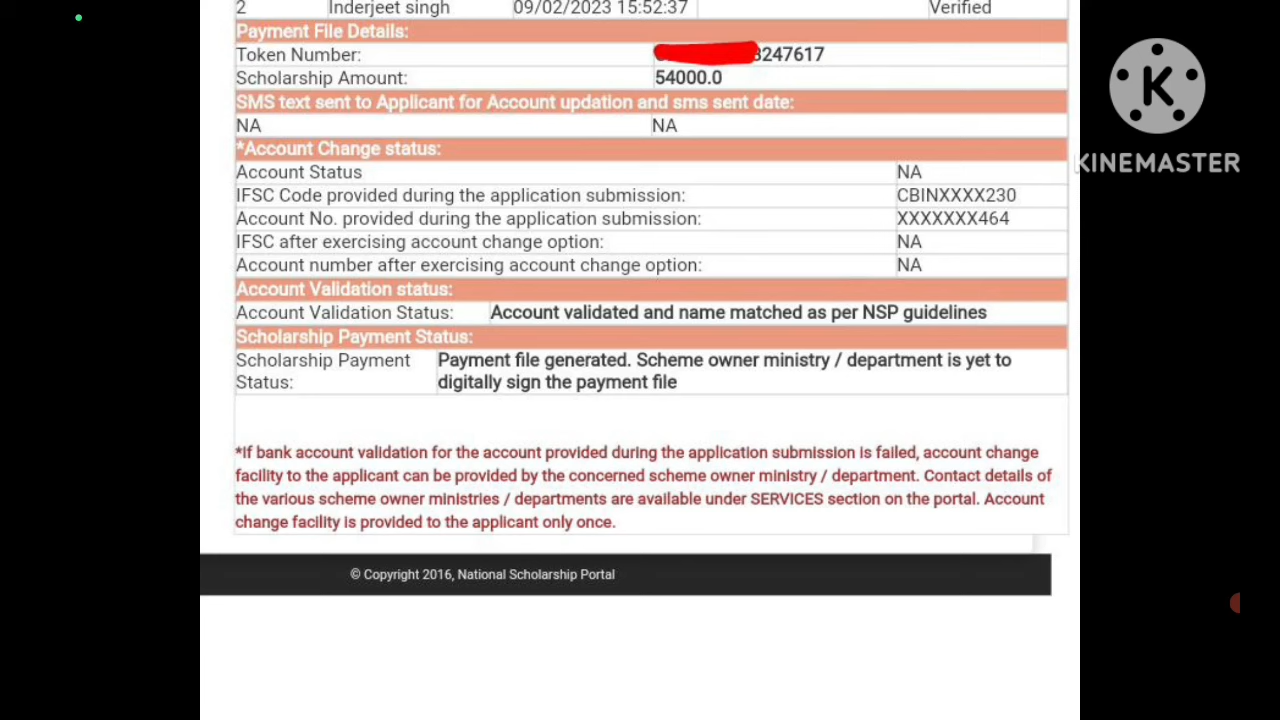 2 Inderjeet singh 09/02/2023 15:52:37 Verified
Payment File Details:
Token Number: 3247617
Scholarship Amount: 54000.0
SMS text sent to Applicant for Account updation and sms sent date:
NA NA
*Account Change status:
Account Status NA
IFSC Code provided during the application submission: CBINXXXX230
Account No. provided during the application submission: XXXXXXX464
IFSC after exercising account change option: NA
Account number after exercising account change option: NA
Account Validation status:
Account Validation Status: Account validated and name matched as per NSP guidelines
Scholarship Payment Status:
Scholarship Payment Payment file generated. Scheme owner ministry / department is yet to
Status: digitally sign the payment file
*If bank account validation for the account provided during the application submission is failed, account change
facility to the applicant can be provided by the concerned scheme owner ministry / department. Contact details of
the various scheme owner ministries / departments are available under SERVICES section on the portal. Account
change facility is provided to the applicant only once.
© Copyright 2016, National Scholarship Portal
K
KINEMASTER